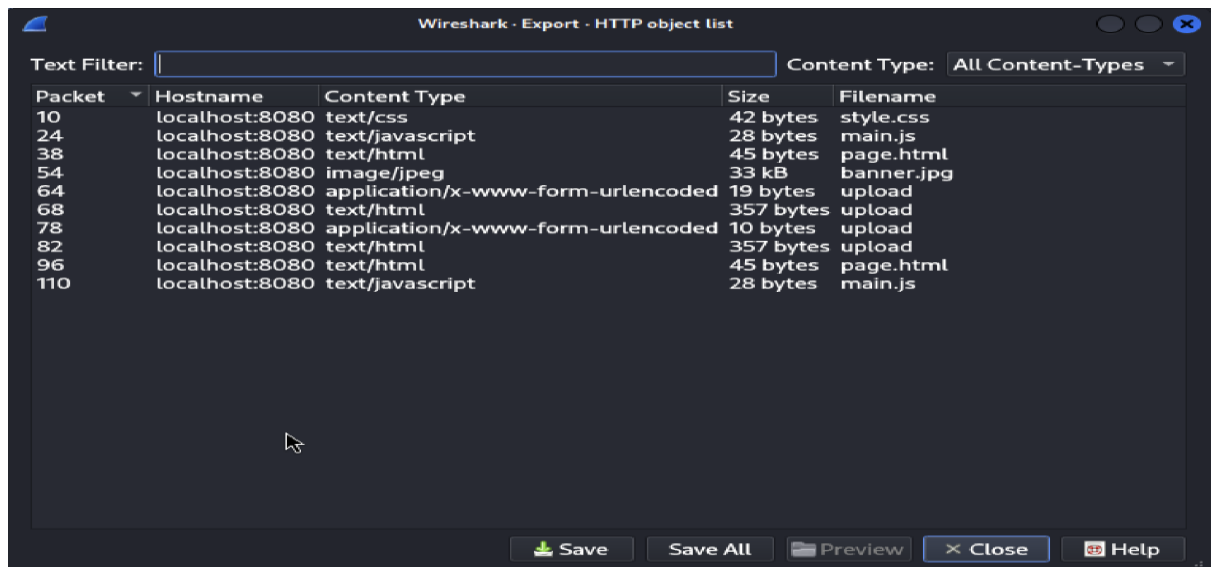 Wireshark · Export · HTTP object list
Text Filter: Content Type: All Content-Types
Packet Hostname Content Type Size Filename
10 localhost:8080 text/css 42 bytes style.css
24 localhost:8080 text/javascript 28 bytes main.js
38 localhost:8080 text/html 45 bytes page.html
54 localhost:8080 image/jpeg 33 kB banner.jpg
64 localhost:8080 application/x-www-form-urlencoded 19 bytes upload
68 localhost:8080 text/html 357 bytes upload
78 localhost:8080 application/x-www-form-urlencoded 10 bytes upload
82 localhost:8080 text/html 357 bytes upload
96 localhost:8080 text/html 45 bytes page.html
110 localhost:8080 text/javascript 28 bytes main.js
Save Save All Preview Close Help